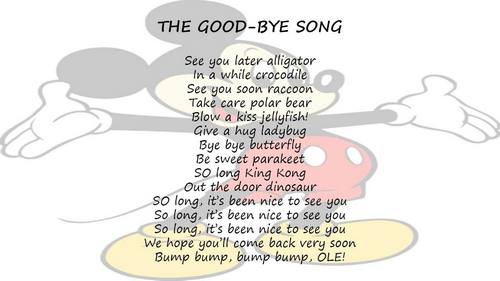 THE GOOD-BYE SONG
See you later alligator
In a while crocodile
See you soon raccoon
Take care polar bear
Blow a kiss jellyfish!
Give a hug ladybug
Bye bye butterfly
Be sweet parakeet
SO long King Kong
Out the door dinosaur
SO long, it's been nice to see you
So long, it's been nice to see you
So long, it's been nice to see you
We hope you'll come back very soon
Bump bump, bump bump, OLE!